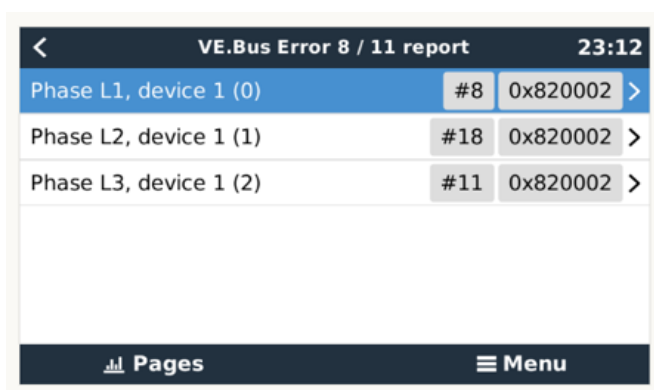 VE.Bus Error 8 / 11 report 23:12
Phase L1, device 1 (0) #8 0x820002
Phase L2, device 1 (1) #18 0x820002
Phase L3, device 1 (2) #11 0x820002
Pages Menu